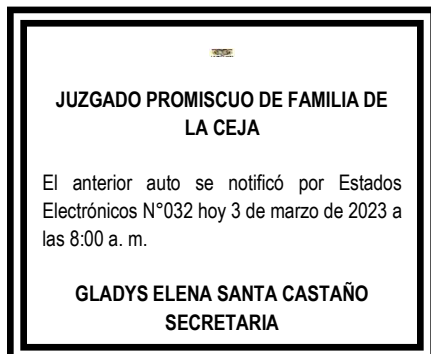 JUZGADO PROMISCUO DE FAMILIA DE
LA CEJA
El anterior auto se notificó por Estados
Electrónicos N°032 hoy 3 de marzo de 2023 a
las 8:00 a. m.
GLADYS ELENA SANTA CASTAÑO
SECRETARIA